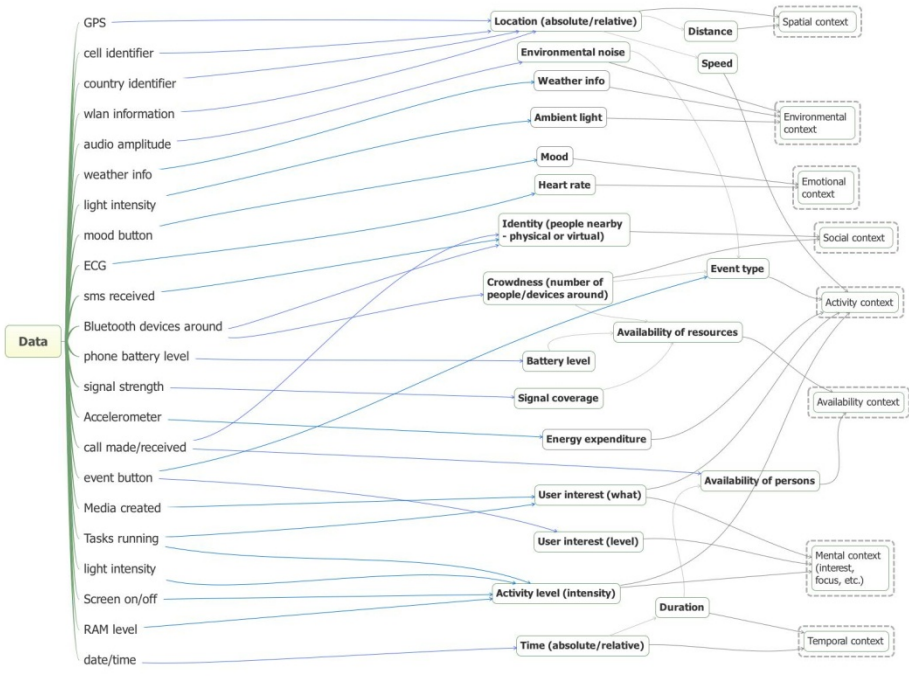 Data
GPS
cell identifier
country identifier
wlan information
audio amplitude
weather info
light intensity
mood button
ECG
sms received
Bluetooth devices around
phone battery level
signal strength
Accelerometer
call made/received
event button
Media created
Tasks running
light intensity
Screen on/off
RAM level
date/time
Location (absolute/relative)
Distance
Environmental noise
Speed
Weather info
Ambient light
Mood
Heart rate
Identity (people nearby
- physical or virtual)
Event type
Crowdness (number of
people/devices around)
Availability of resources
Battery level
Signal coverage
Energy expenditure
Availability of persons
User interest (what)
User interest (level)
Activity level (intensity)
Duration
Time (absolute/relative)
Spatial context
Environmental
context
Emotional
context
Social context
Activity context
Availability context
Mental context
(interest,
focus, etc.)
Temporal context